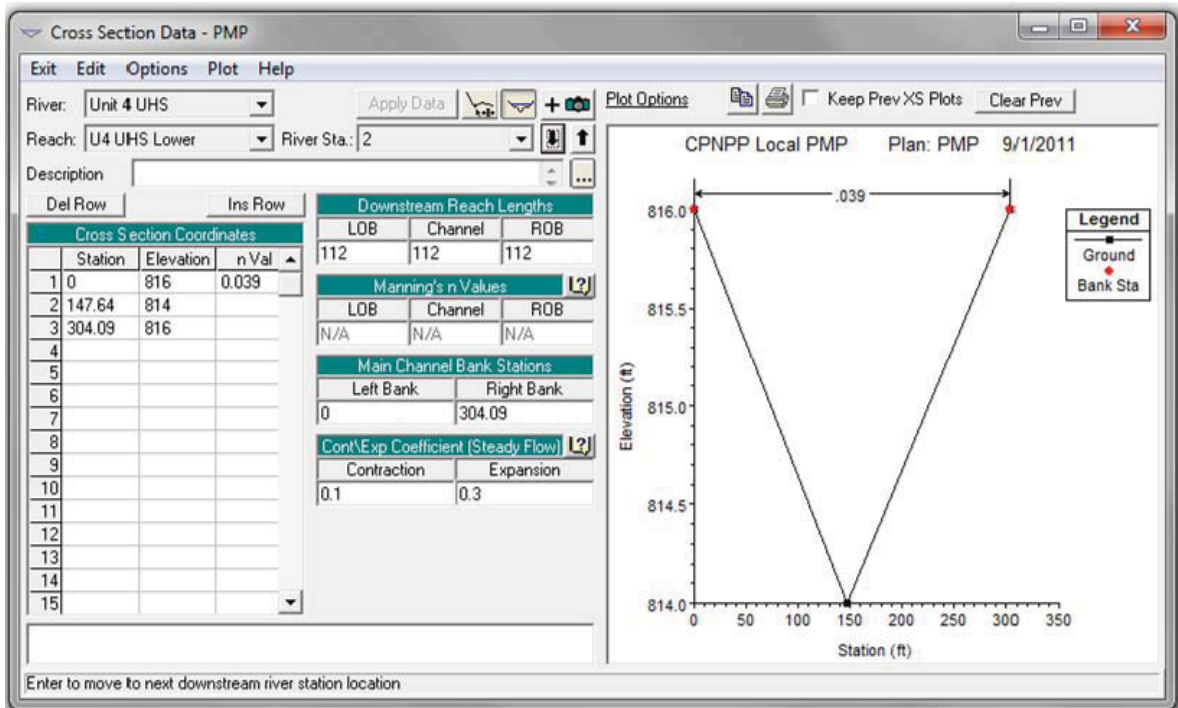 Cross Section Data - PMP
Exit Edit Options Plot Help
River: Unit 4 UHS
Apply Data
Plot Options
Keep Prev XS Plots
Clear Prev
Reach: U4 UHS Lower
River Sta.: 2
Description
...
Del Row
Ins Row
Cross Section Coordinates
Station Elevation n Val
1 0 816 0.039
2 147.64 814
3 304.09 816
4
5
6
7
8
9
10
11
12
13
14
15
Downstream Reach Lengths
LOB Channel ROB
112 112 112
Manning's n Values
LOB Channel ROB
N/A N/A N/A
Main Channel Bank Stations
Left Bank Right Bank
0 304.09
Cont\Exp Coefficient (Steady Flow)
Contraction Expansion
0.1 0.3
CPNPP Local PMP Plan: PMP 9/1/2011
.039
816.0
815.5
815.0
814.5
814.0
Elevation (ft)
0 50 100 150 200 250 300 350
Station (ft)
Legend
Ground
Bank Sta
Enter to move to next downstream river station location